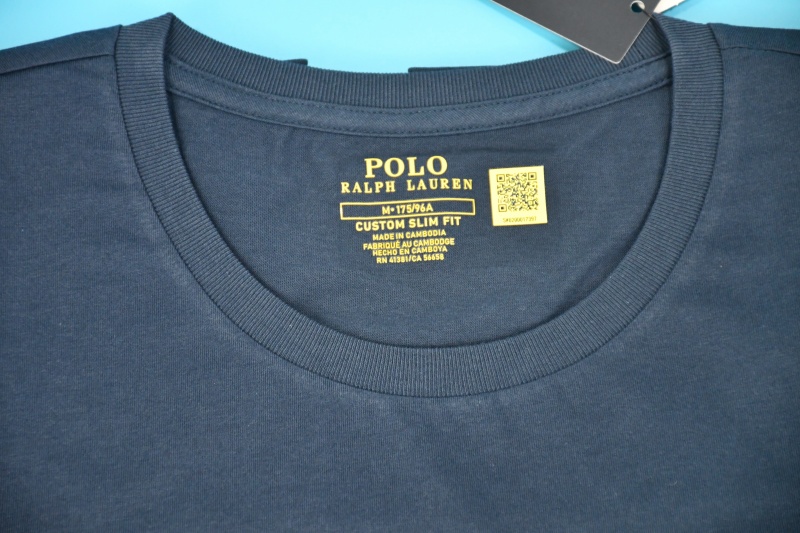 POLO
RALPH LAUREN
M• 175/96A
CUSTOM SLIM FIT
MADE IN CAMBODIA
FABRIQUÉ AU CAMBODGE
HECHO EN CAMBOYA
RN 41381/CA 56658